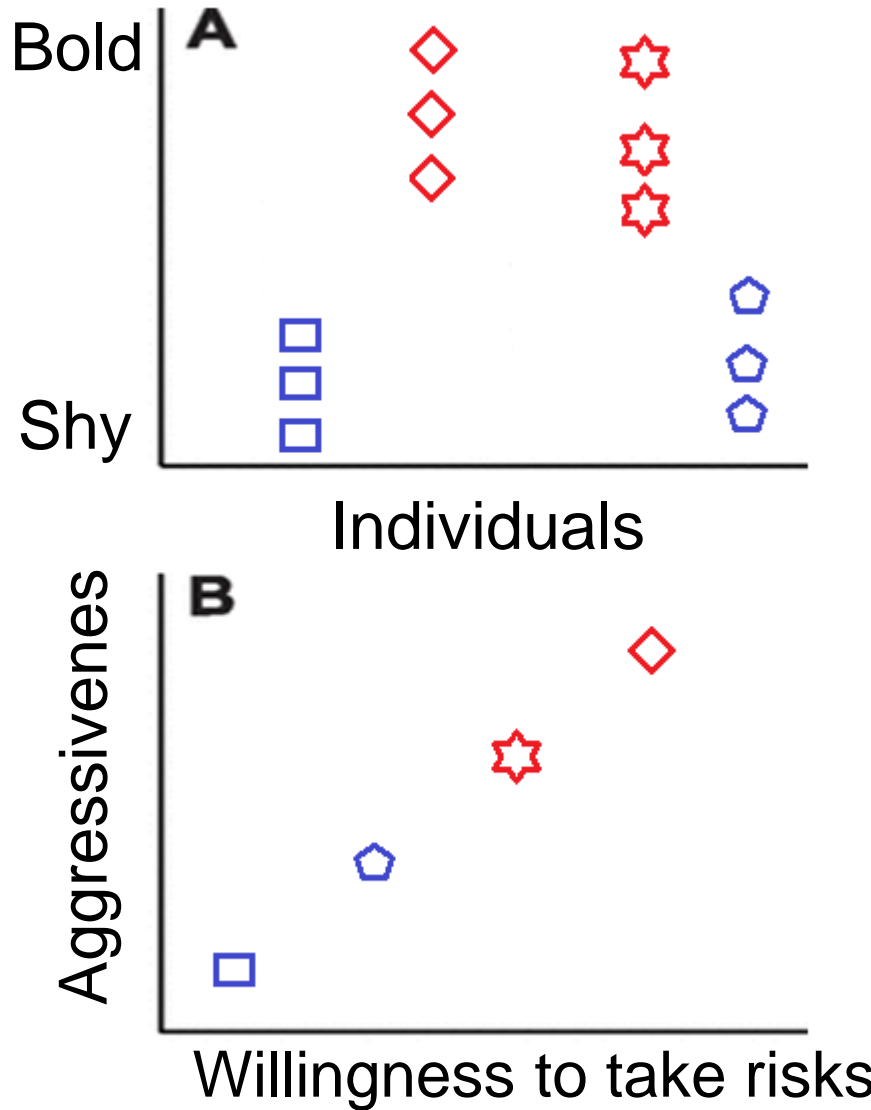 A
Bold
Shy
Individuals
B
Aggressivenes
Willingness to take risks